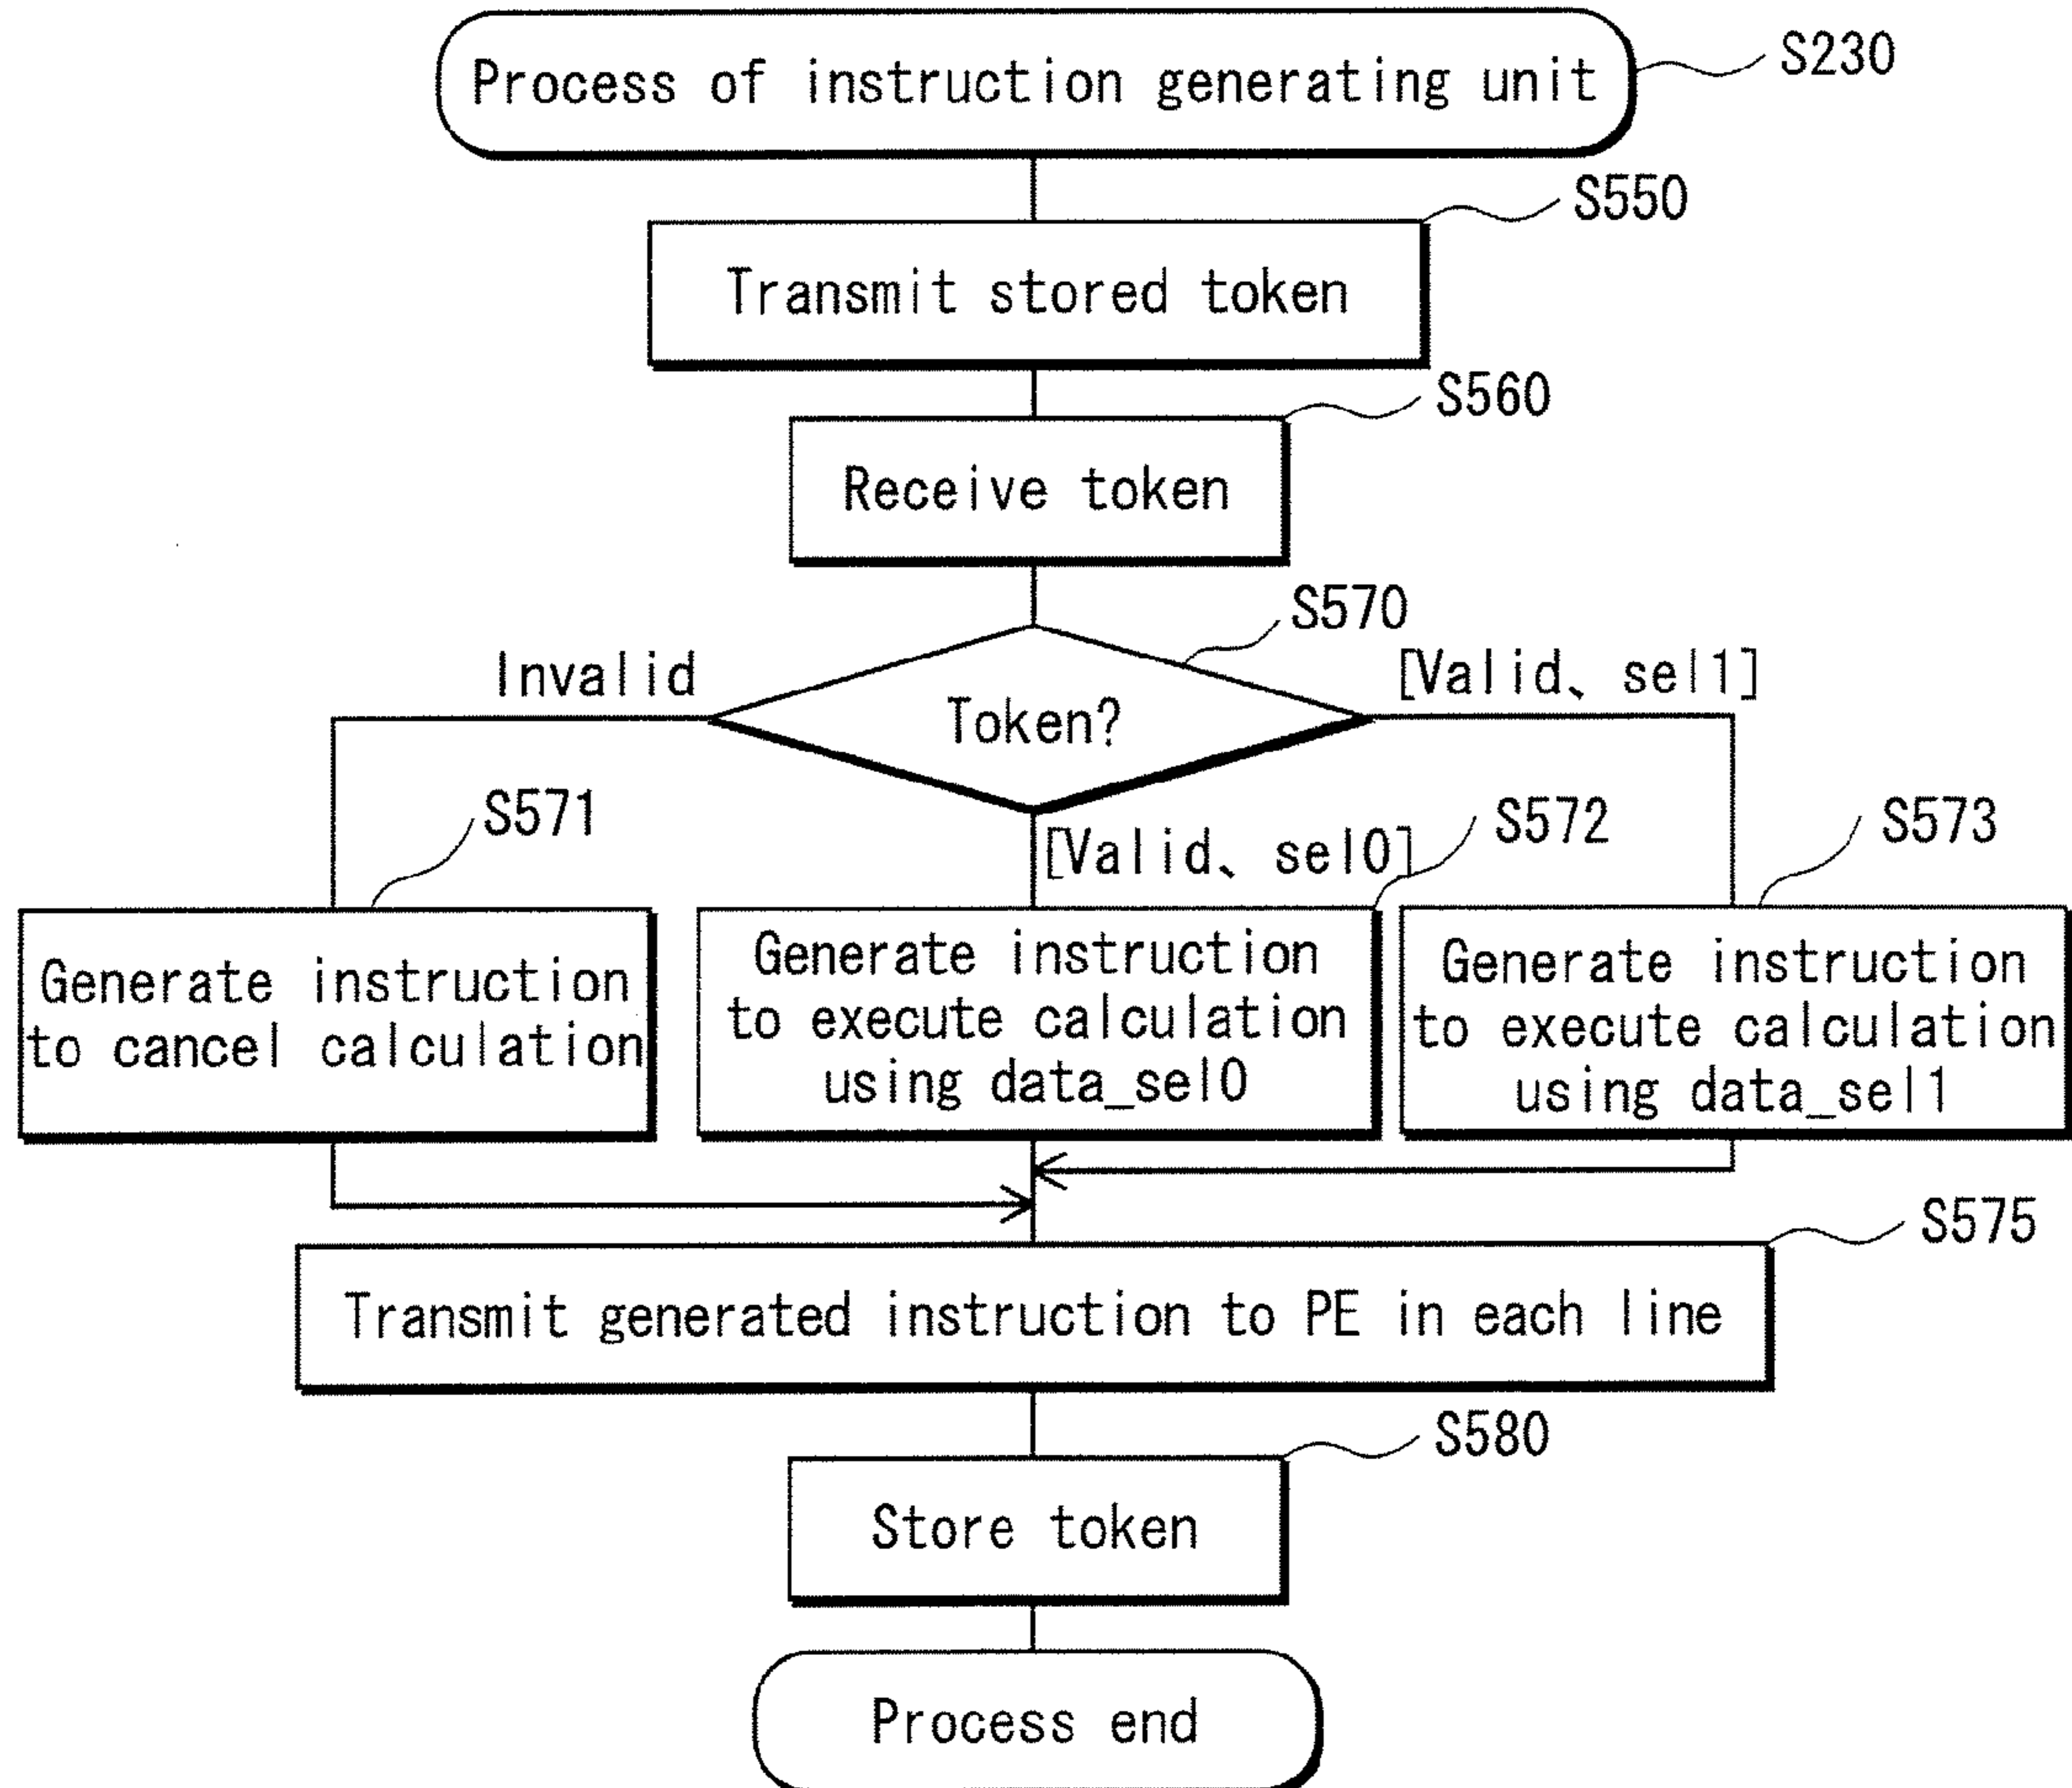 Process of instruction generating unit
S230
S550
Transmit stored token
S560
Receive token
S570
Invalid
[Valid、sel1]
Token?
S571
[Valid、sel0]
S572
S573
Generate instruction
to cancel calculation
Generate instruction
to execute calculation
using data_sel0
Generate instruction
to execute calculation
using data_sel1
S575
Transmit generated instruction to PE in each line
S580
Store token
Process end